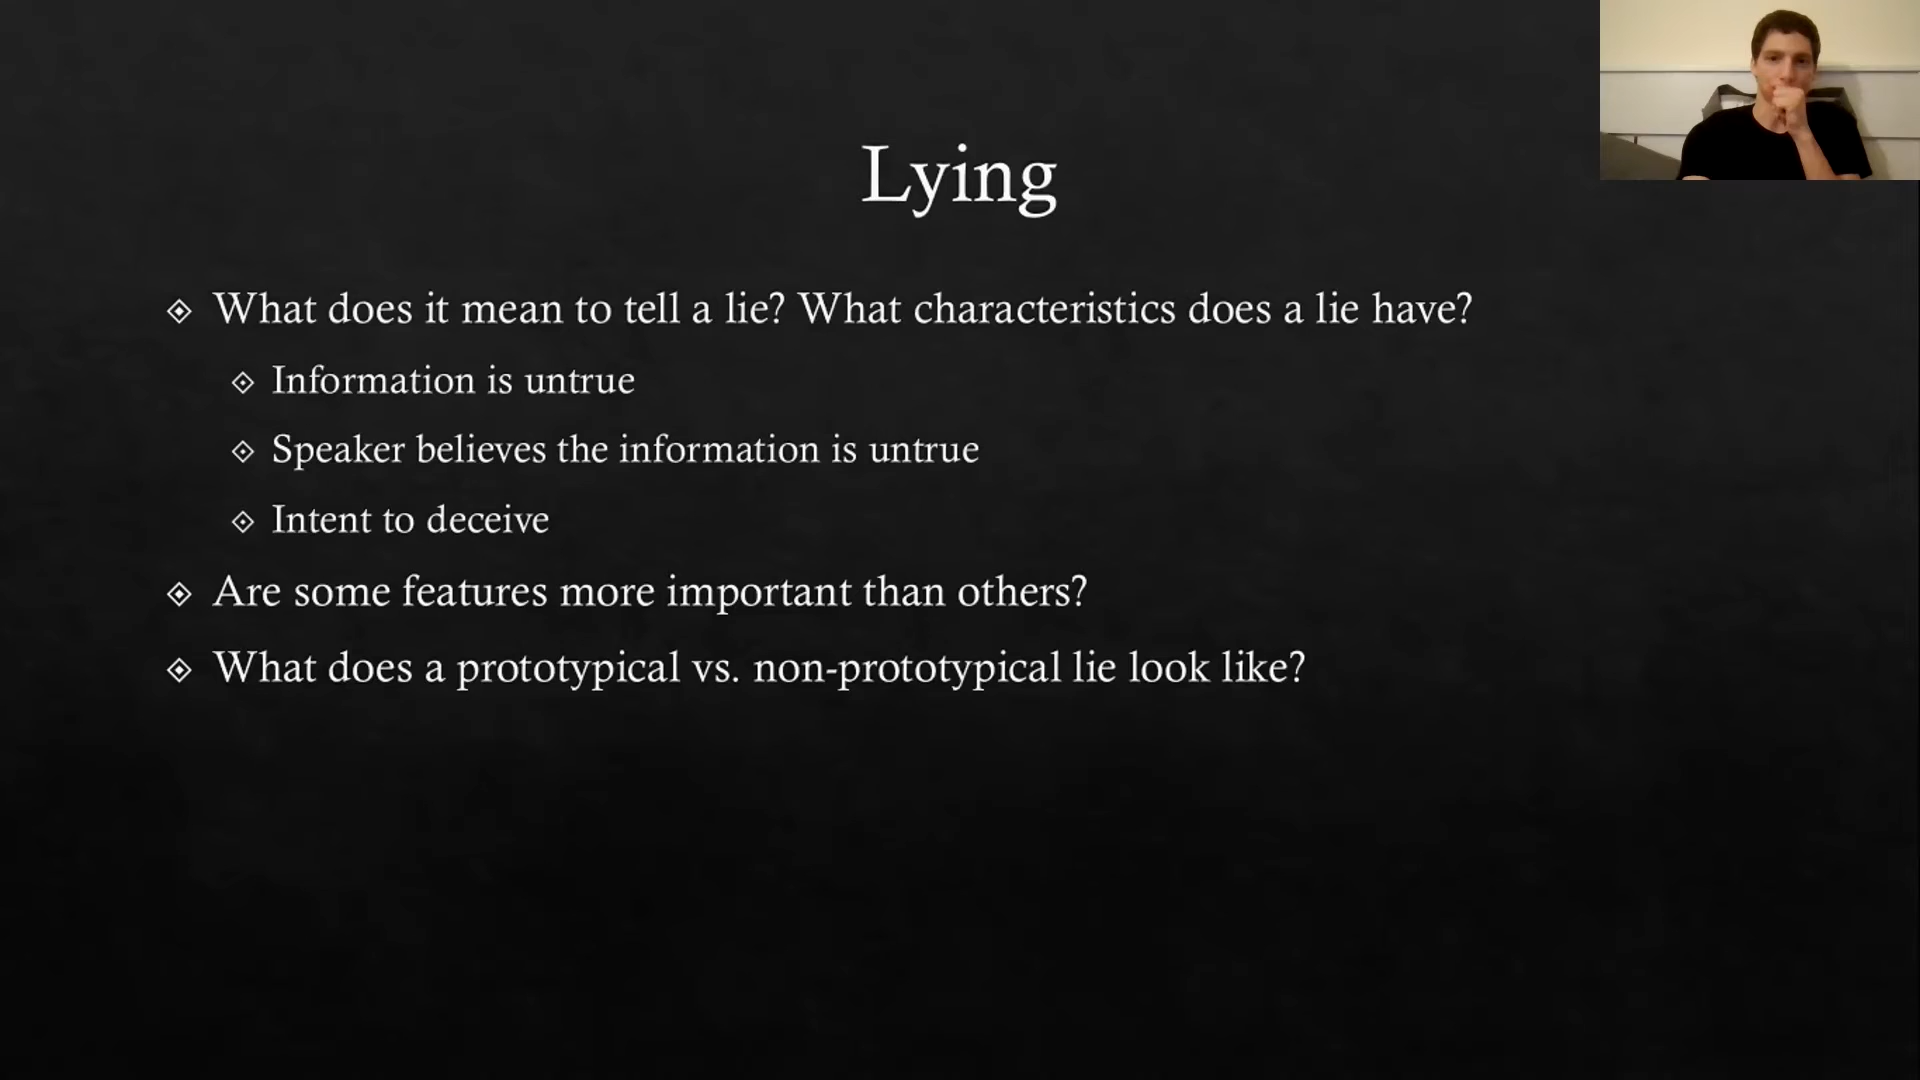 Lying
What does it mean to tell a lie? What characteristics does a lie have?
Information is untrue
Speaker believes the information is untrue
Intent to deceive
Are some features more important than others?
What does a prototypical vs. non-prototypical lie look like?